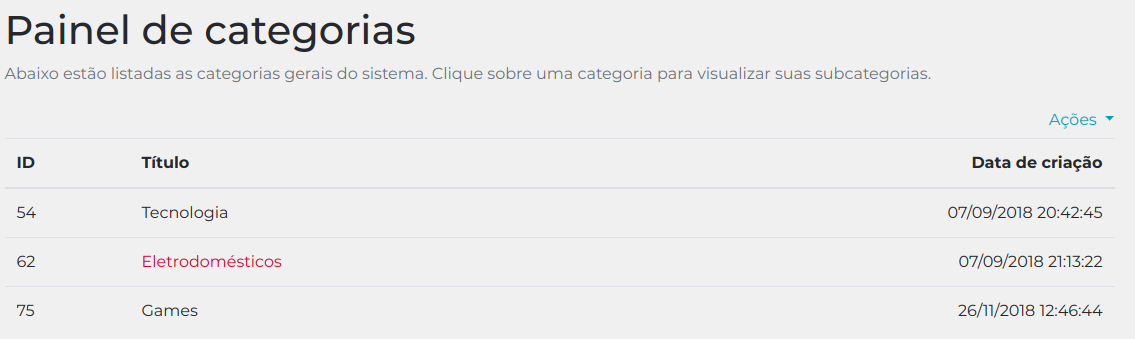 Painel de categorias
Abaixo estão listadas as categorias gerais do sistema. Clique sobre uma categoria para visualizar suas subcategorias.
Ações
ID Título Data de criação
54 Tecnologia 07/09/2018 20:42:45
62 Eletrodomésticos 07/09/2018 21:13:22
75 Games 26/11/2018 12:46:44